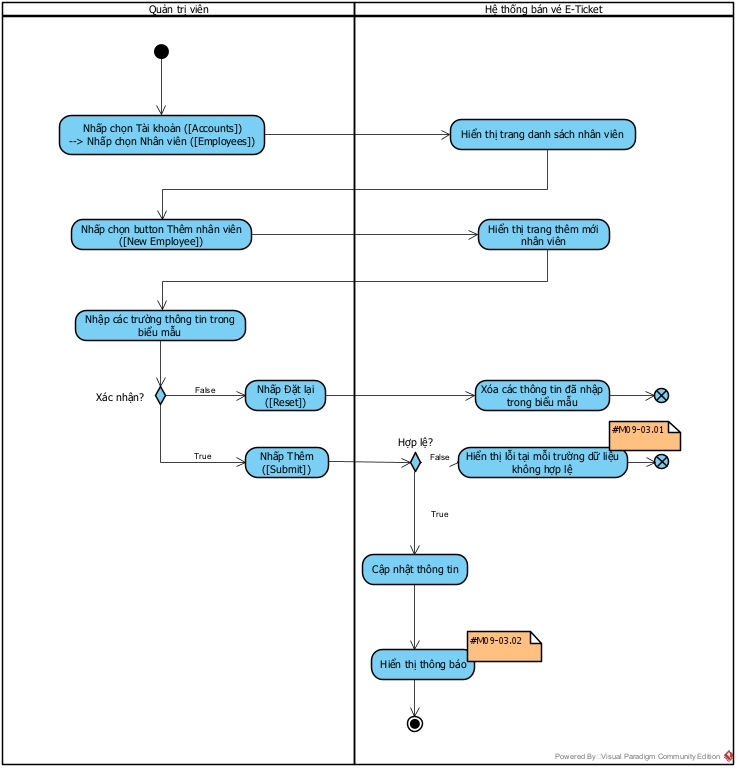 Quản trị viên
Hệ thống bán vé E-Ticket
Nhấp chọn Tài khoản ([Accounts])
--> Nhấp chọn Nhân viên ([Employees])
Hiển thị trang danh sách nhân viên
Nhấp chọn button Thêm nhân viên
([New Employee])
Hiển thị trang thêm mới
nhân viên
Nhập các trường thông tin trong
biểu mẫu
Xác nhận?
False
Nhấp Đặt lại
([Reset])
Xóa các thông tin đã nhập
trong biểu mẫu
True
Nhấp Thêm
([Submit])
Hợp lệ?
False
#M09-03.01
Hiển thị lỗi tại mỗi trường dữ liệu
không hợp lệ
True
Cập nhật thông tin
#M09-03.02
Hiển thị thông báo
Powered By Visual Paradigm Community Edition